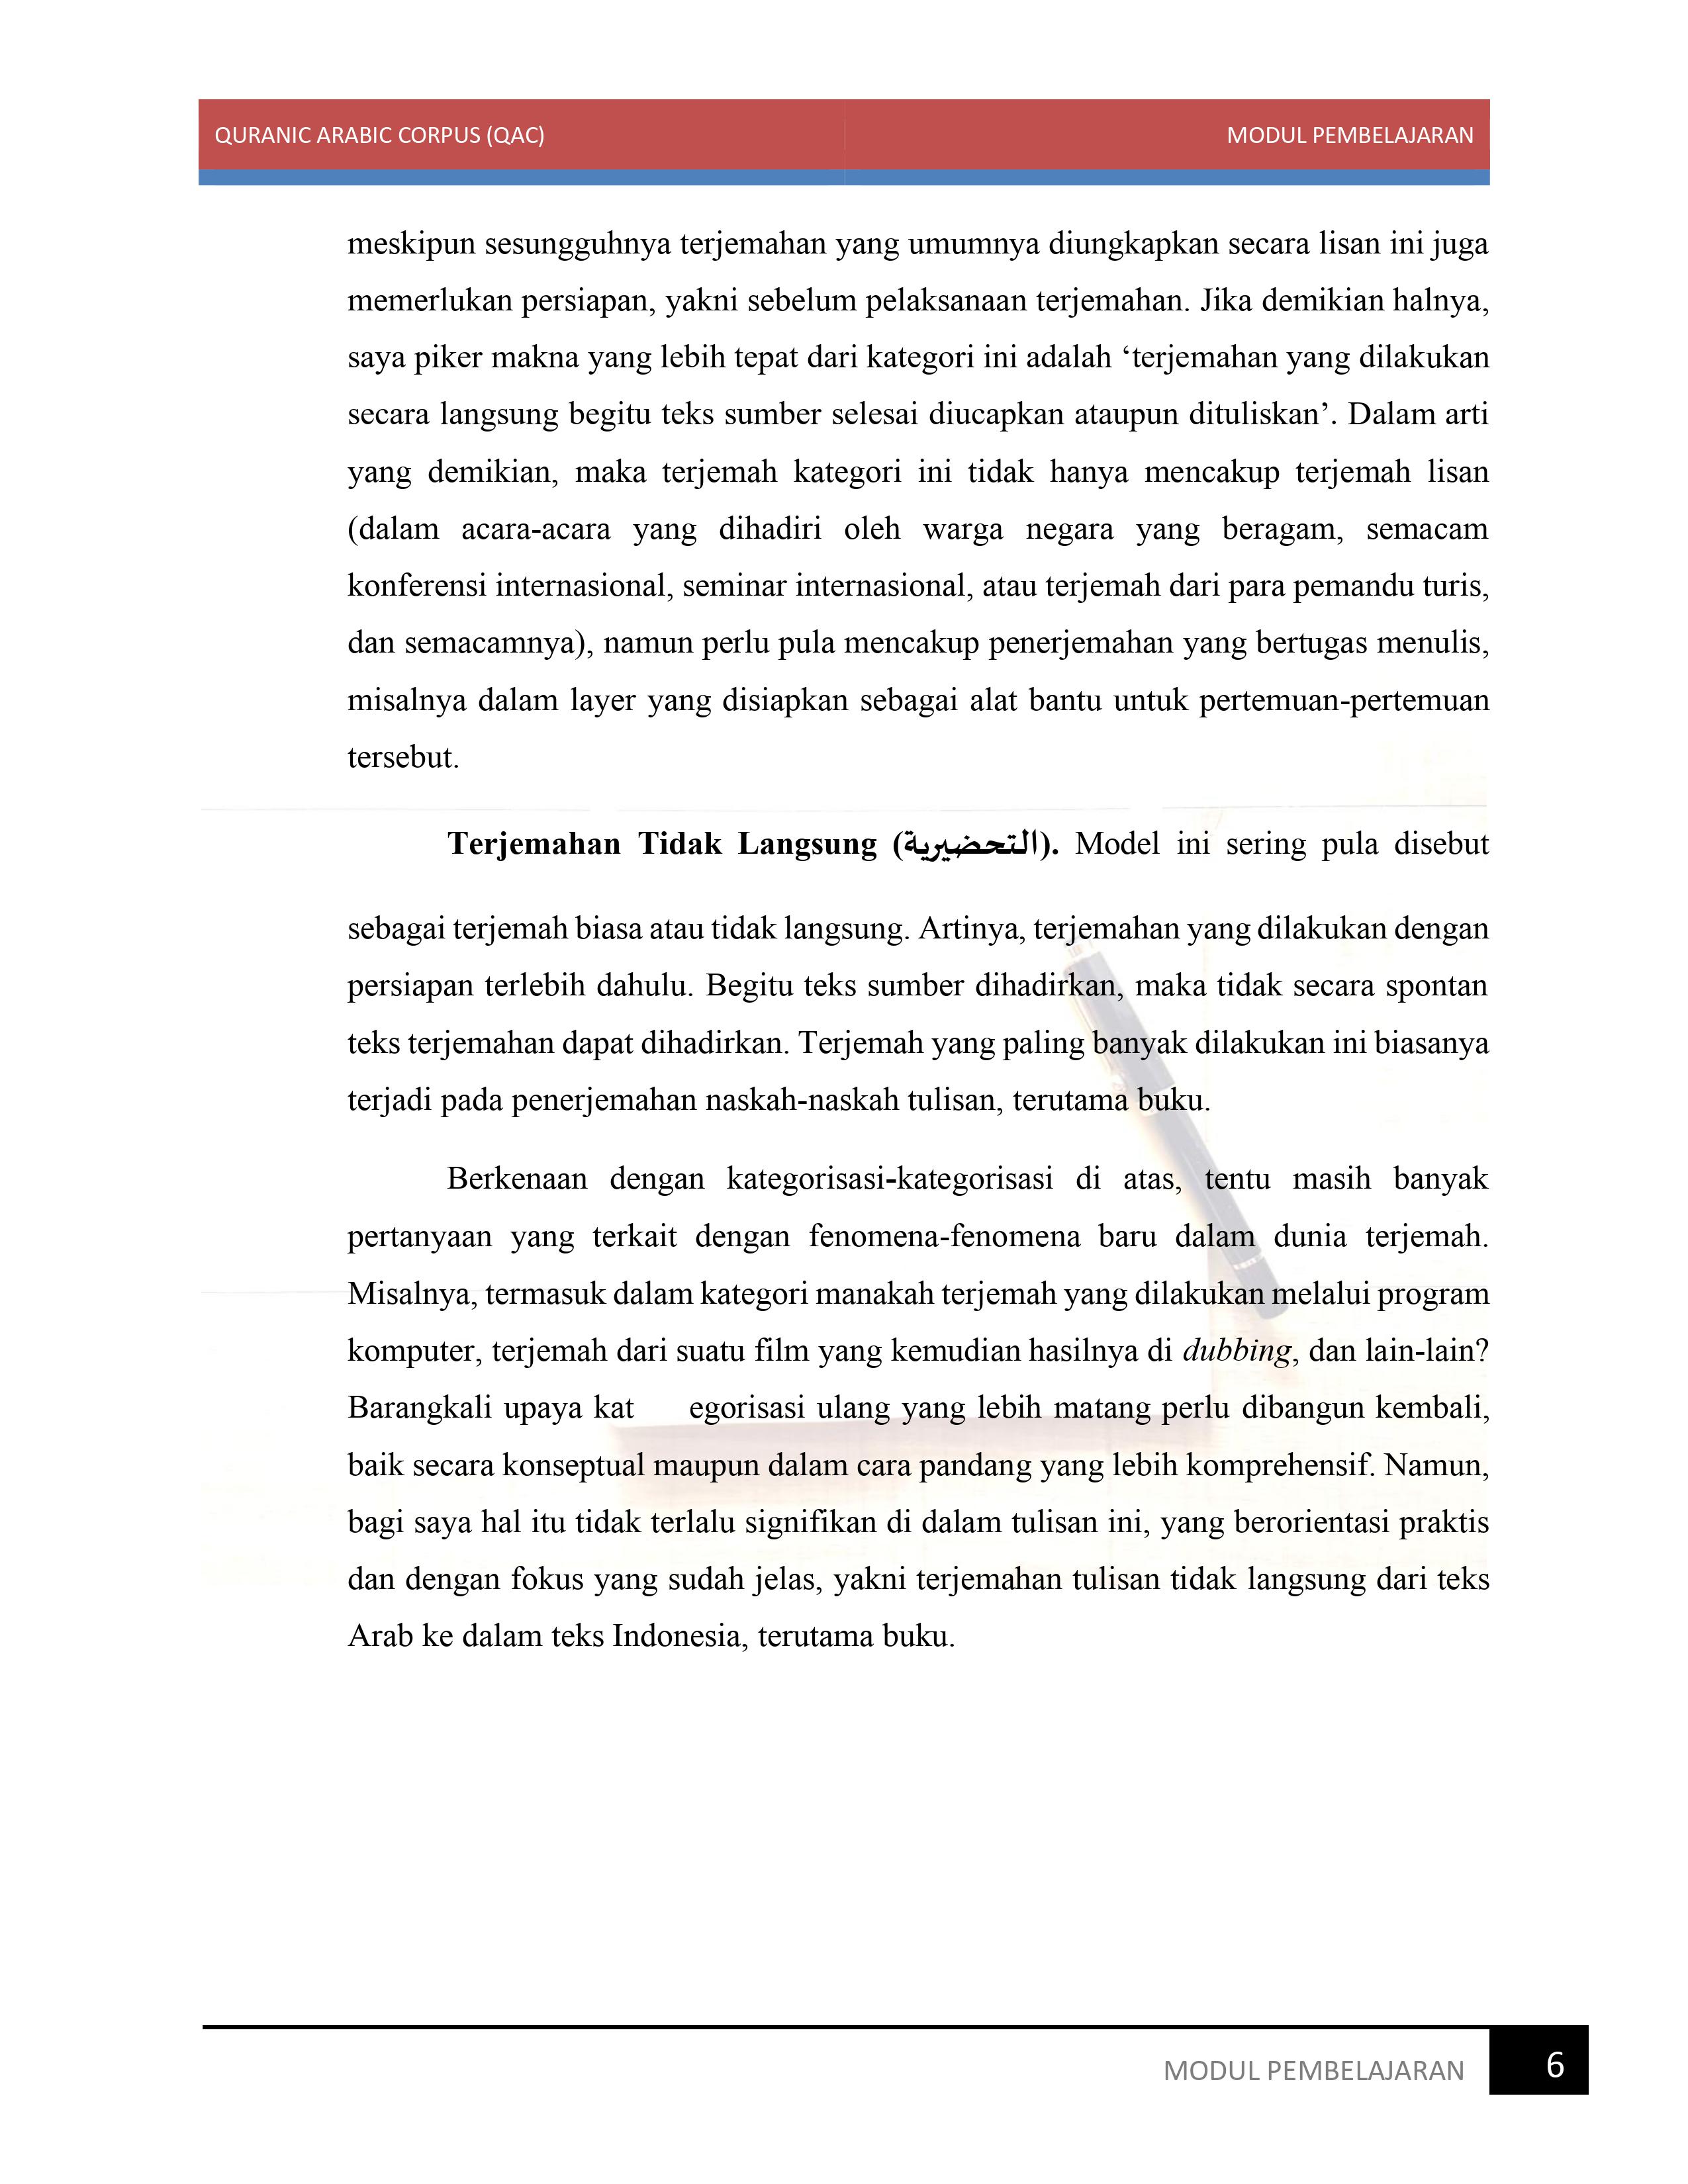 QURANIC ARABIC CORPUS (QAC) MODUL PEMBELAJARAN
meskipun sesungguhnya terjemahan yang umumnya diungkapkan secara lisan ini juga
memerlukan persiapan, yakni sebelum pelaksanaan terjemahan. Jika demikian halnya,
saya piker makna yang lebih tepat dari kategori ini adalah ‘terjemahan yang dilakukan
secara langsung begitu teks sumber selesai diucapkan ataupun dituliskan’. Dalam arti
yang demikian, maka terjemah kategori ini tidak hanya mencakup terjemah lisan
(dalam acara-acara yang dihadiri oleh warga negara yang beragam, semacam
konferensi internasional, seminar internasional, atau terjemah dari para pemandu turis,
dan semacamnya), namun perlu pula mencakup penerjemahan yang bertugas menulis,
misalnya dalam layer yang disiapkan sebagai alat bantu untuk pertemuan-pertemuan
tersebut.
Terjemahan Tidak Langsung (التحضيرية). Model ini sering pula disebut
sebagai terjemah biasa atau tidak langsung. Artinya, terjemahan yang dilakukan dengan
persiapan terlebih dahulu. Begitu teks sumber dihadirkan, maka tidak secara spontan
teks terjemahan dapat dihadirkan. Terjemah yang paling banyak dilakukan ini biasanya
terjadi pada penerjemahan naskah-naskah tulisan, terutama buku.
Berkenaan dengan kategorisasi-kategorisasi di atas, tentu masih banyak
pertanyaan yang terkait dengan fenomena-fenomena baru dalam dunia terjemah.
Misalnya, termasuk dalam kategori manakah terjemah yang dilakukan melalui program
komputer, terjemah dari suatu film yang kemudian hasilnya di dubbing, dan lain-lain?
Barangkali upaya kat egorisasi ulang yang lebih matang perlu dibangun kembali,
baik secara konseptual maupun dalam cara pandang yang lebih komprehensif. Namun,
bagi saya hal itu tidak terlalu signifikan di dalam tulisan ini, yang berorientasi praktis
dan dengan fokus yang sudah jelas, yakni terjemahan tulisan tidak langsung dari teks
Arab ke dalam teks Indonesia, terutama buku.
MODUL PEMBELAJARAN 6